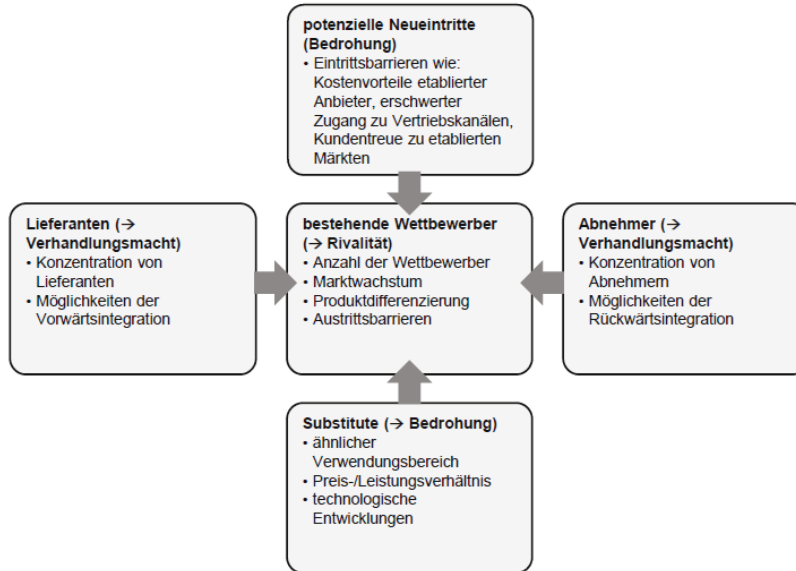 potenzielle Neueintritte
(Bedrohung)
• Eintrittsbarrieren wie:
Kostenvorteile etablierter
Anbieter, erschwerter
Zugang zu Vertriebskanälen,
Kundentreue zu etablierten
Märkten
Lieferanten (→
Verhandlungsmacht)
• Konzentration von
Lieferanten
• Möglichkeiten der
Vorwärtsintegration
bestehende Wettbewerber
(→ Rivalität)
• Anzahl der Wettbewerber
• Marktwachstum
• Produktdifferenzierung
• Austrittsbarrieren
Abnehmer (→
Verhandlungsmacht)
• Konzentration von
Abnehmern
• Möglichkeiten der
Rückwärtsintegration
Substitute (→ Bedrohung)
• ähnlicher
Verwendungsbereich
• Preis-/Leistungsverhältnis
• technologische
Entwicklungen